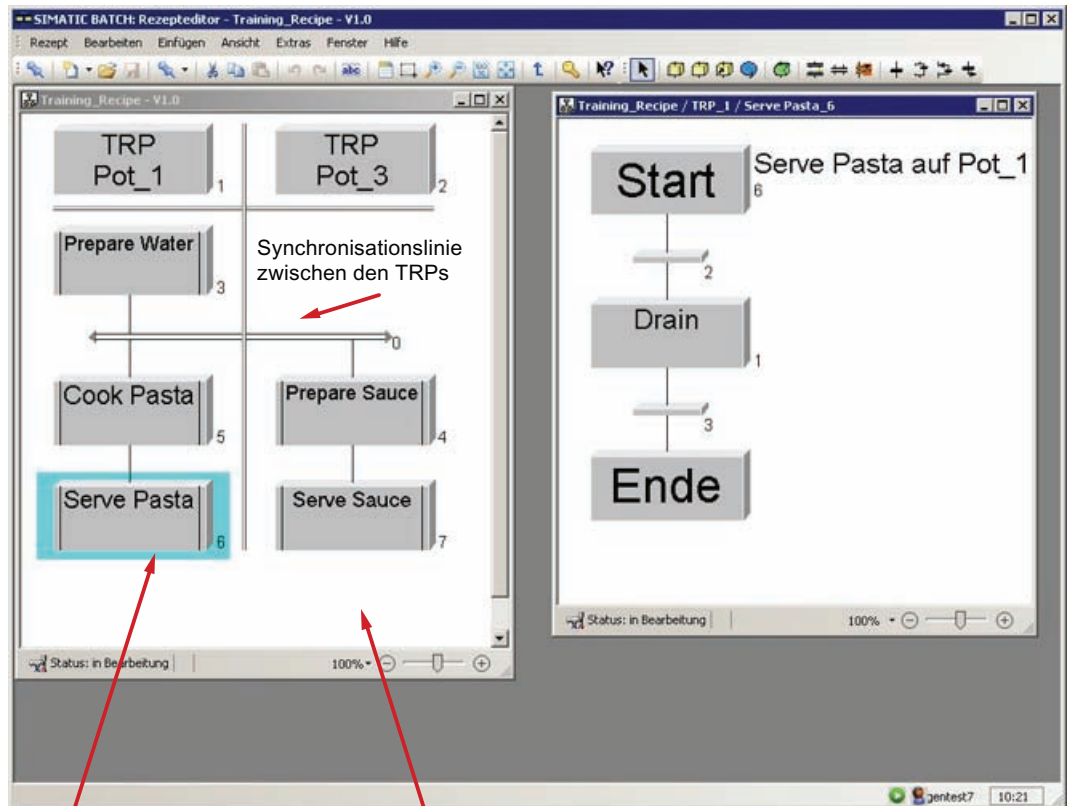 SIMATIC BATCH: Rezepteditor - Training_Recipe - V1.0
Rezept Bearbeiten Einfügen Ansicht Extras Fenster Hilfe
abc
Training_Recipe - V1.0
TRP
Pot_1
1
TRP
Pot_3
2
Prepare Water
3
Synchronisationslinie
zwischen den TRPs
0
Cook Pasta
5
Prepare Sauce
4
Serve Pasta
6
Serve Sauce
7
Status: in Bearbeitung
100%
Training_Recipe / TRP_1 / Serve Pasta_6
Start
6
Serve Pasta auf Pot_1
2
Drain
1
3
Ende
Status: in Bearbeitung
100%
gentest7
10:21